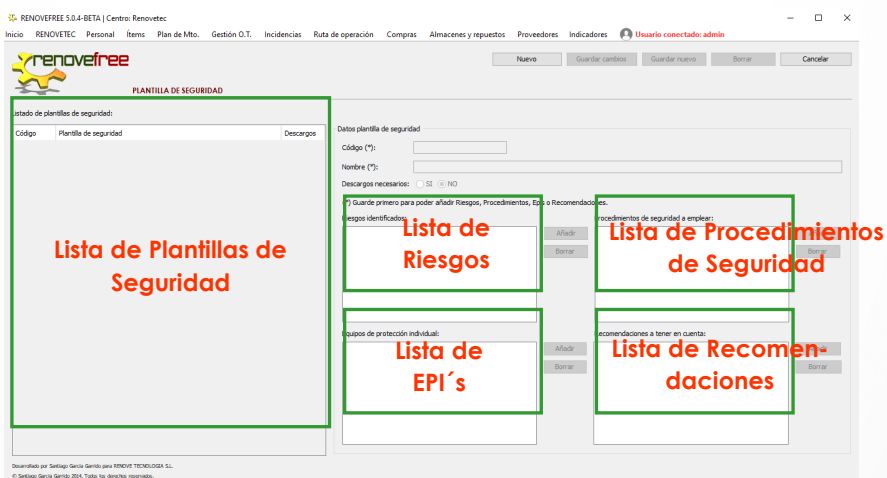 RENOVEFREE 5.0.4-BETA | Centro: Renovetec
Inicio RENOVETEC Personal Ítems Plan de Mto. Gestión O.T. Incidencias Ruta de operación Compras Almacenes y repuestos Proveedores Indicadores Usuario conectado: admin
renovefree
Nuevo Guardar cambios Guardar nuevo Borrar Cancelar
PLANTILLA DE SEGURIDAD
Listado de plantillas de seguridad:
Código Plantilla de seguridad Descargos
Lista de Plantillas de
Seguridad
Datos plantilla de seguridad
Código (*):
Nombre (*):
Descargos necesarios: SI NO
(*) Guarde primero para poder añadir Riesgos, Procedimientos, Epis o Recomendaciones.
Riesgos identificados:
Lista de
Riesgos
Añadir
Borrar
Procedimientos de seguridad a emplear:
Lista de Procedimientos
de Seguridad
Borrar
Equipos de protección individual:
Lista de
EPI´s
Añadir
Borrar
Recomendaciones a tener en cuenta:
Lista de Recomen-
daciones
Añadir
Borrar
Desarrollado por Santiago García Garrido para RENOVE TECNOLOGÍA S.L.
© Santiago García Garrido 2014. Todos los derechos reservados.